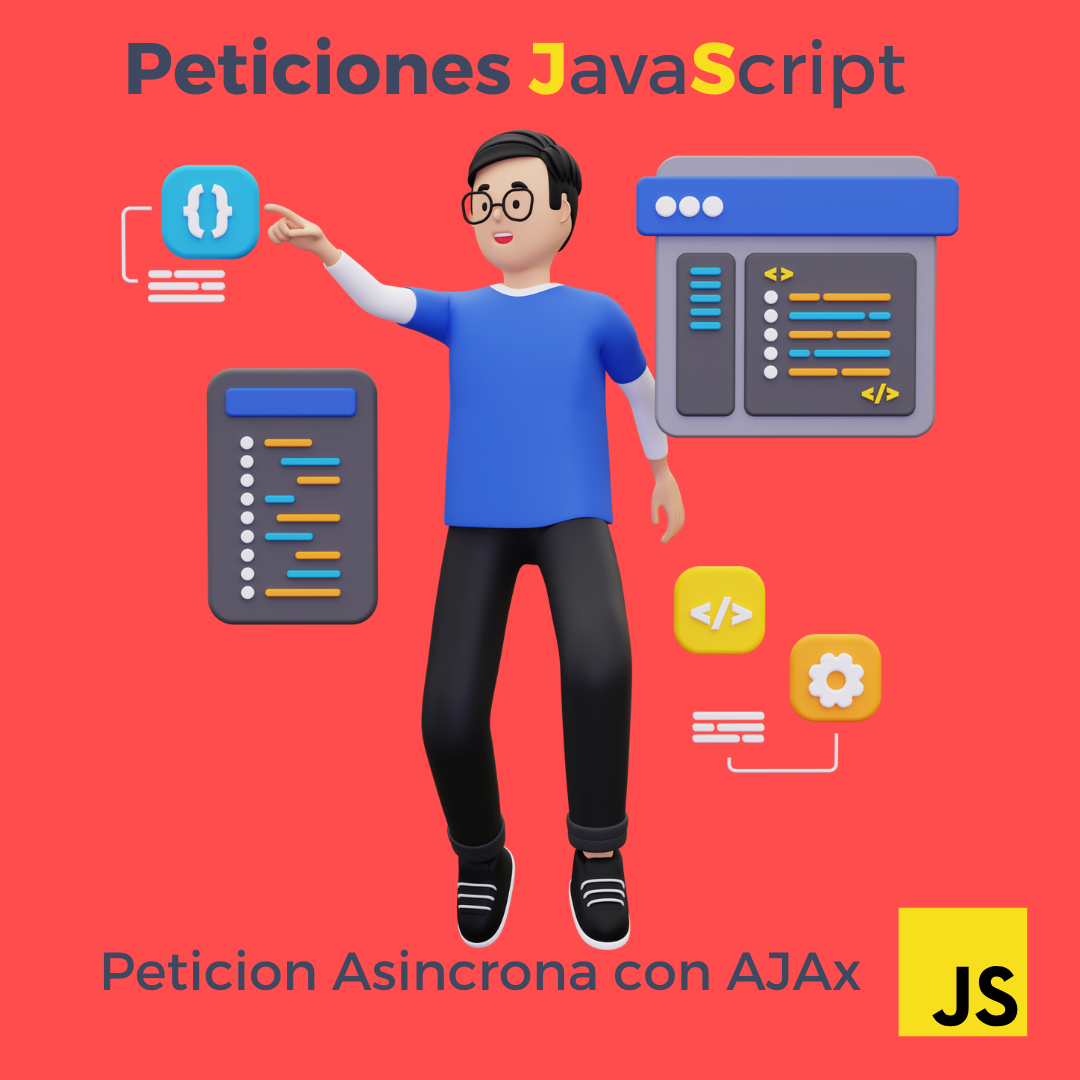 Peticiones JavaScript
{}
<>
</>
</>
Peticion Asincrona con AJAx
JS